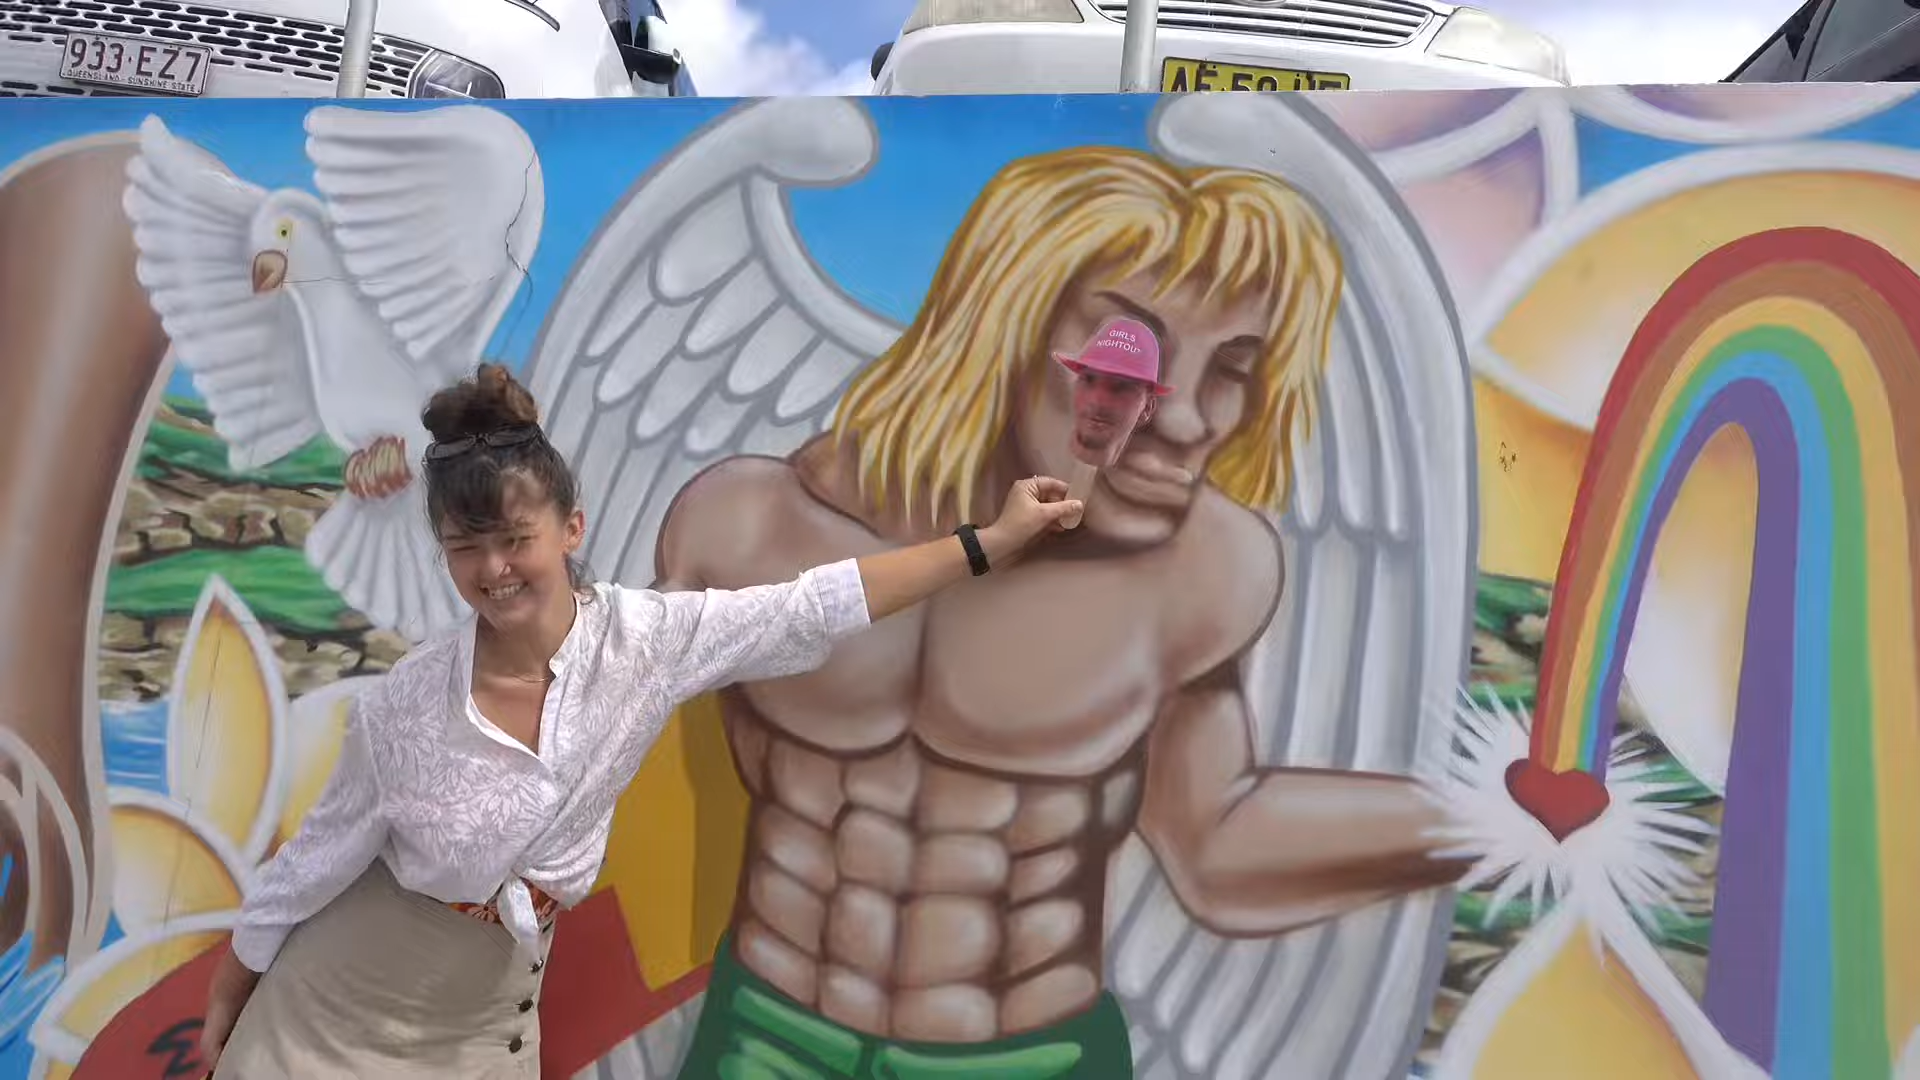 933·EZ7
QUEENSLAND - SUNSHINE STATE
GIRLS
NIGHTOUT